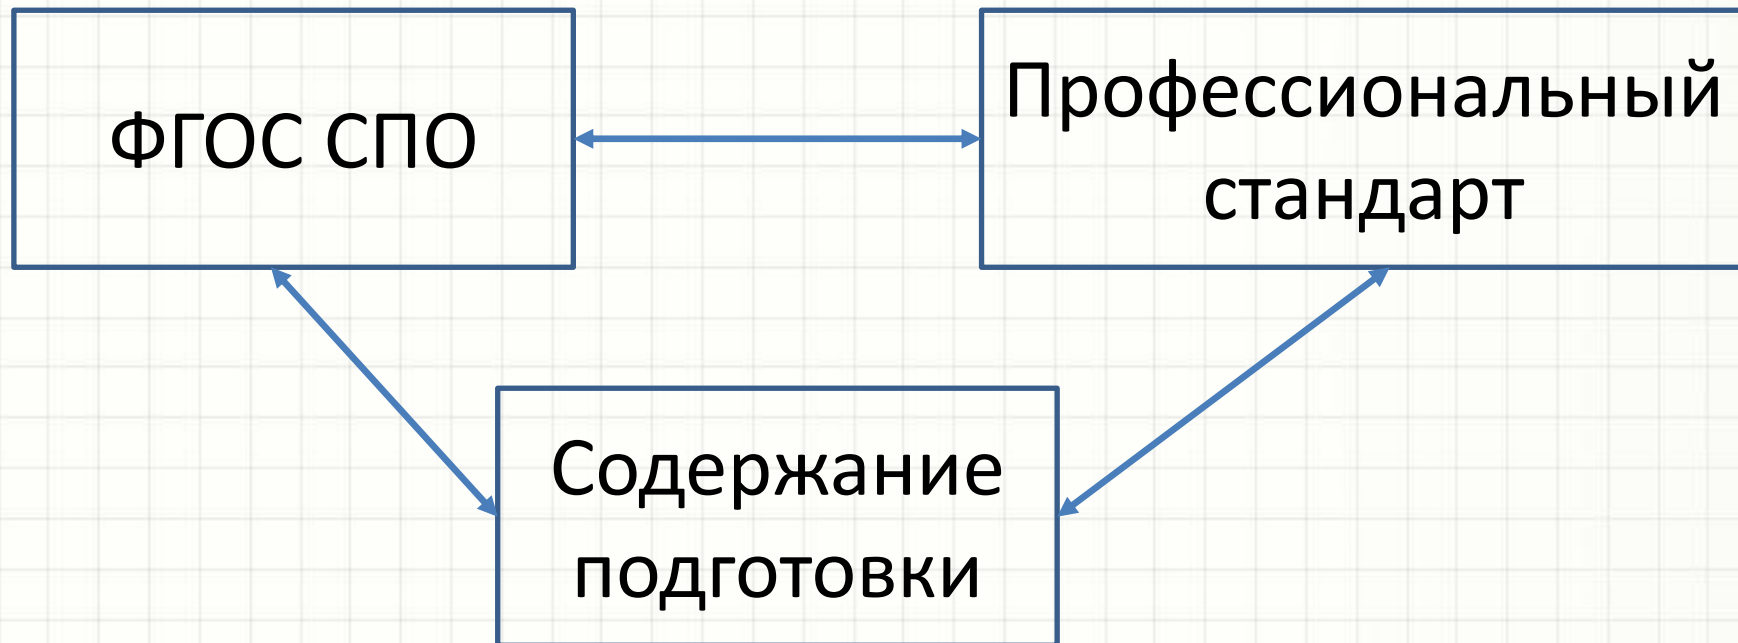 ФГОС СПО
Профессиональный
стандарт
Содержание
подготовки